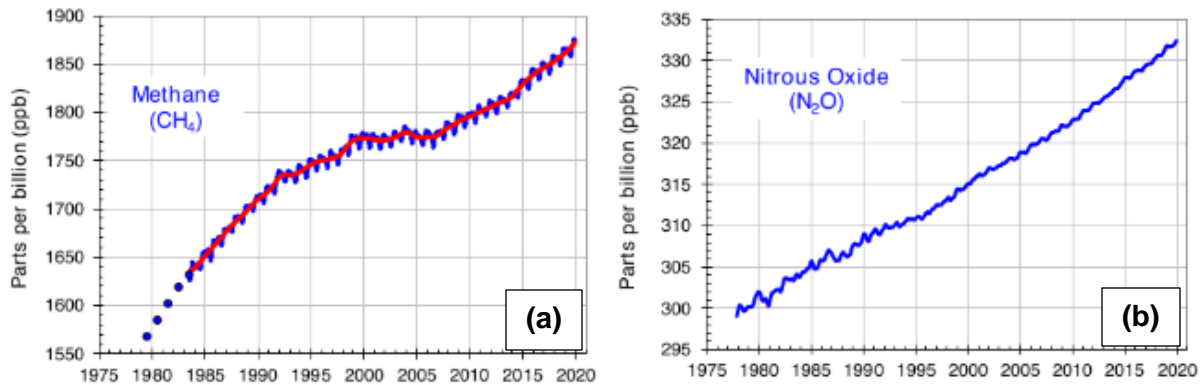 1900
1850
1800
1750
1700
1650
1600
1550
Parts per billion (ppb)
Methane
(CH₄)
(a)
1975 1980 1985 1990 1995 2000 2005 2010 2015 2020
335
330
325
320
315
310
305
300
295
Parts per billion (ppb)
Nitrous Oxide
(N₂O)
(b)
1975 1980 1985 1990 1995 2000 2005 2010 2015 2020